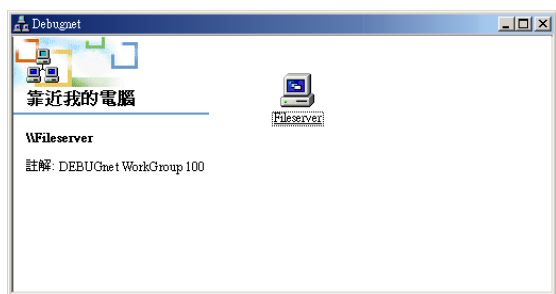 Debugnet
靠近我的電腦
\\Fileserver
註解: DEBUGnet WorkGroup 100
Fileserver